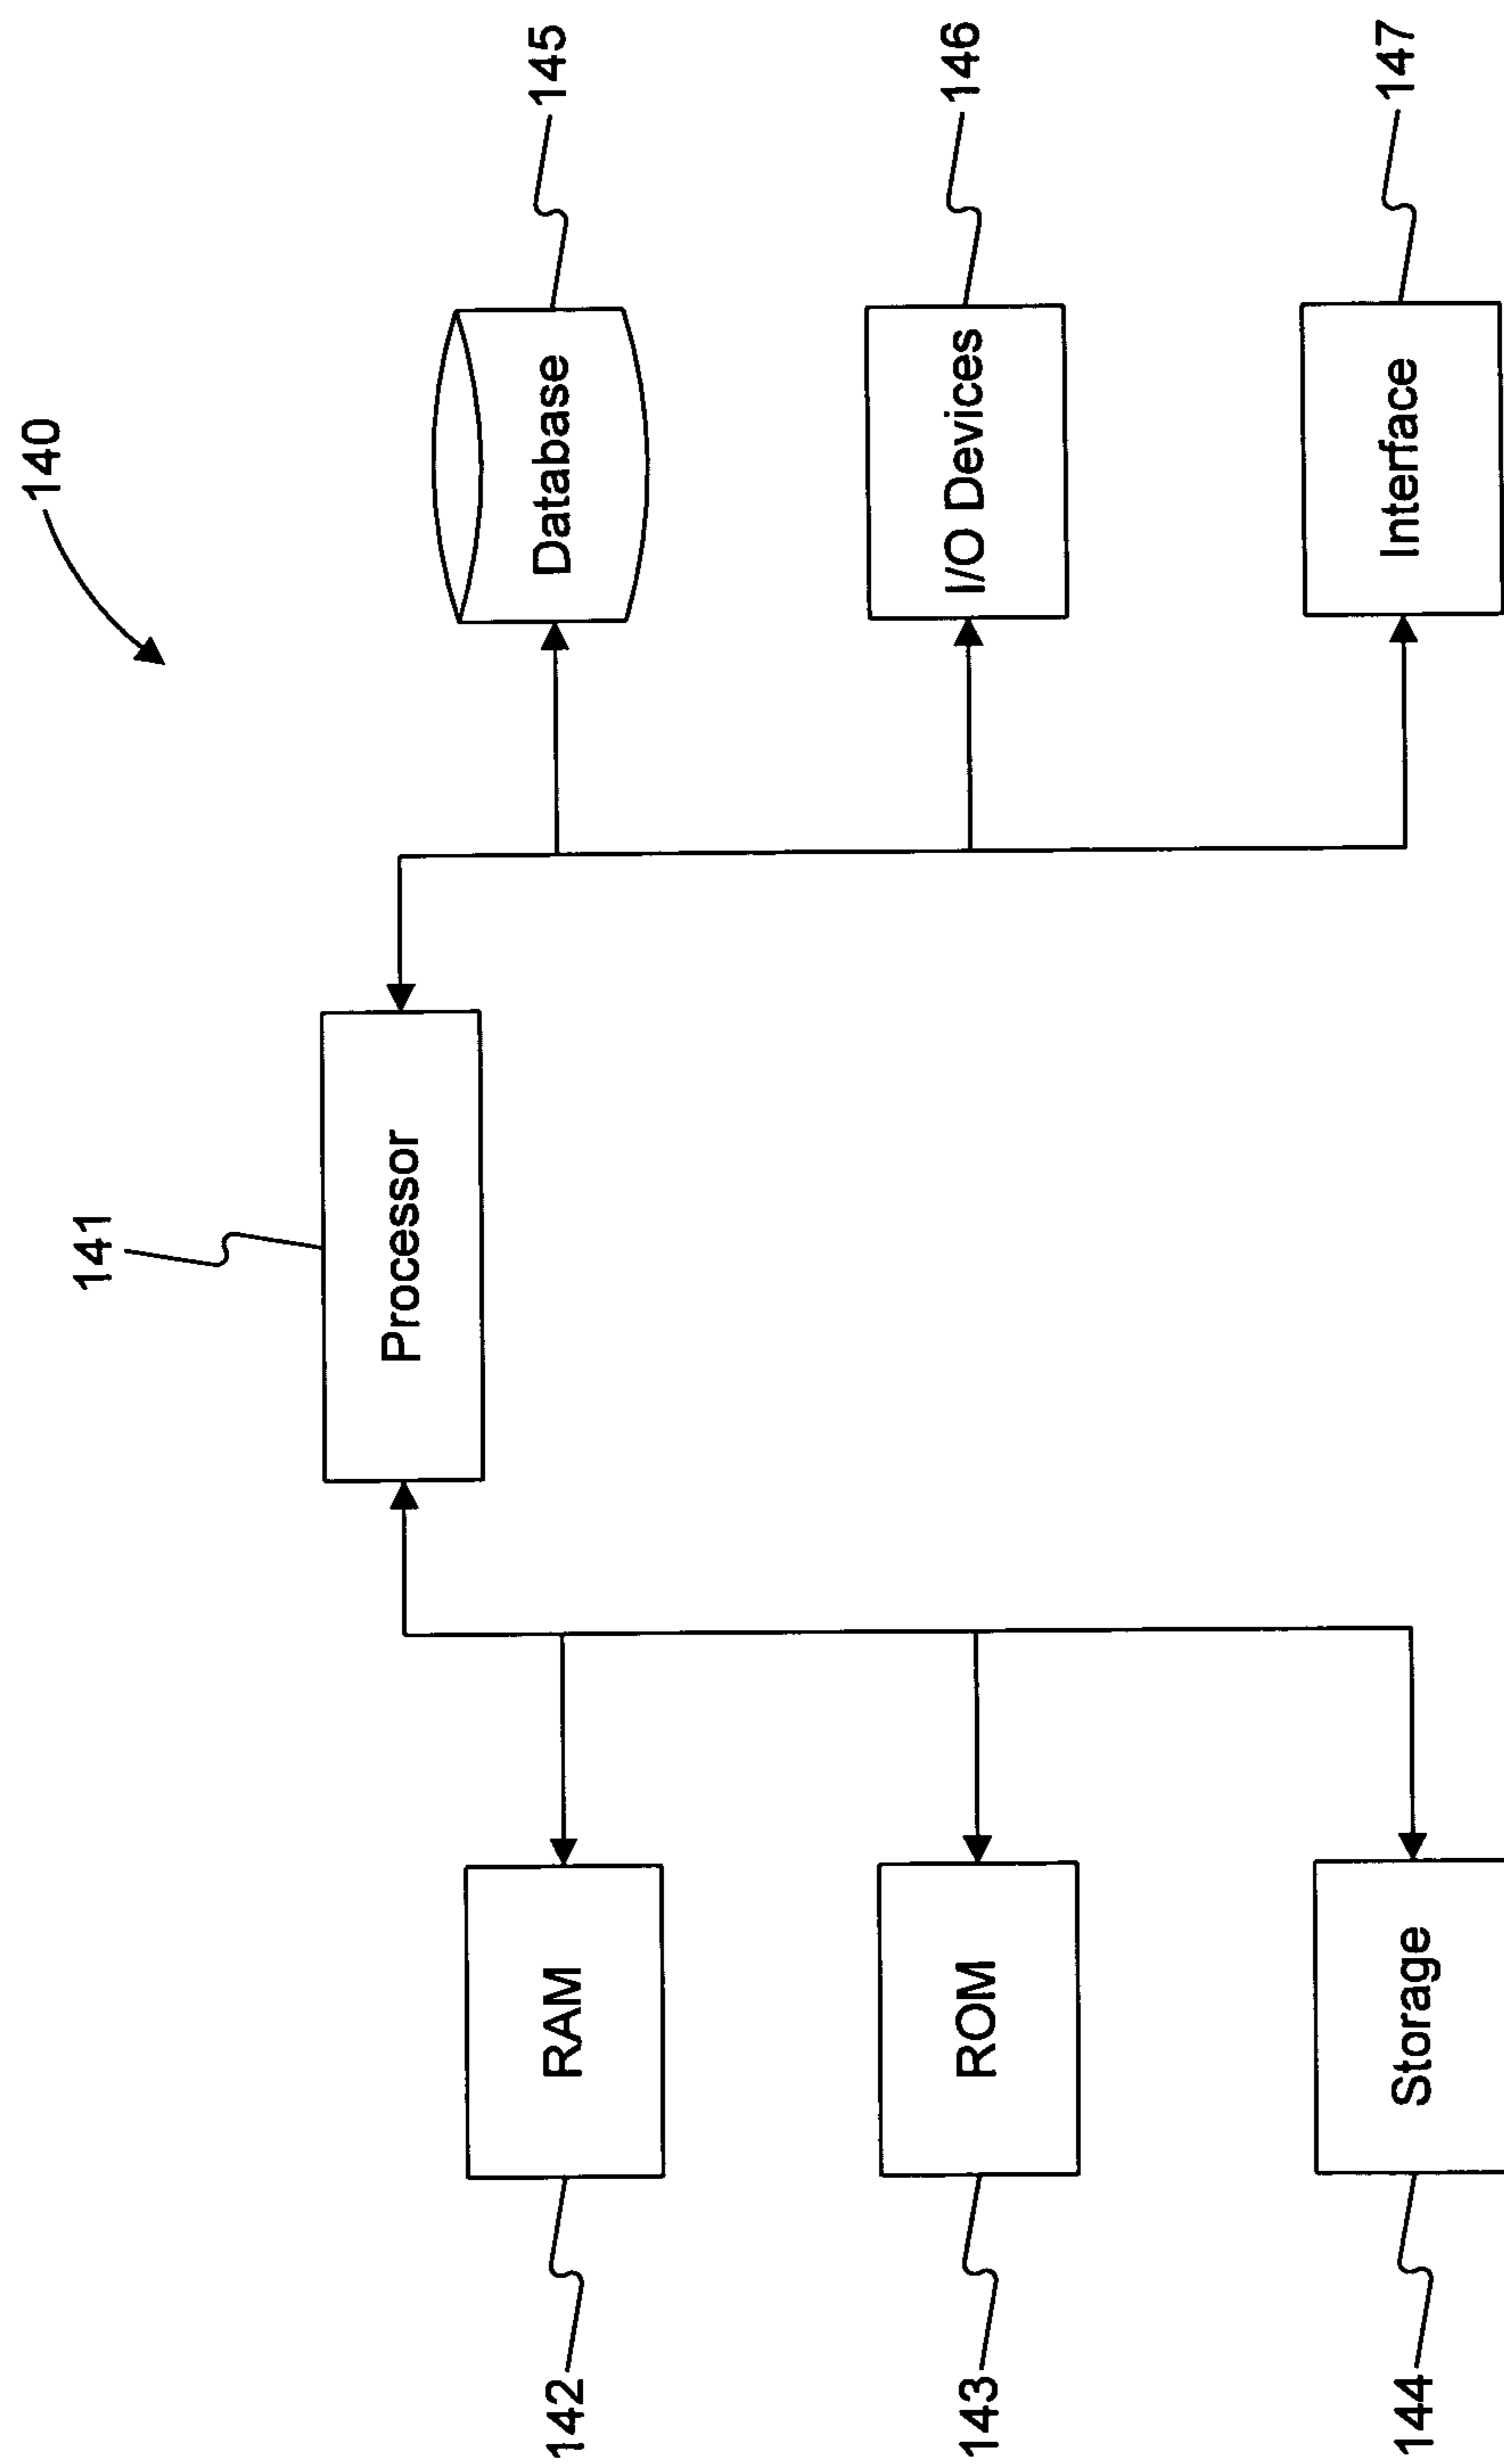 140
141
Processor
142
RAM
Database
145
143
ROM
I/O Devices
146
144
Storage
Interface
147